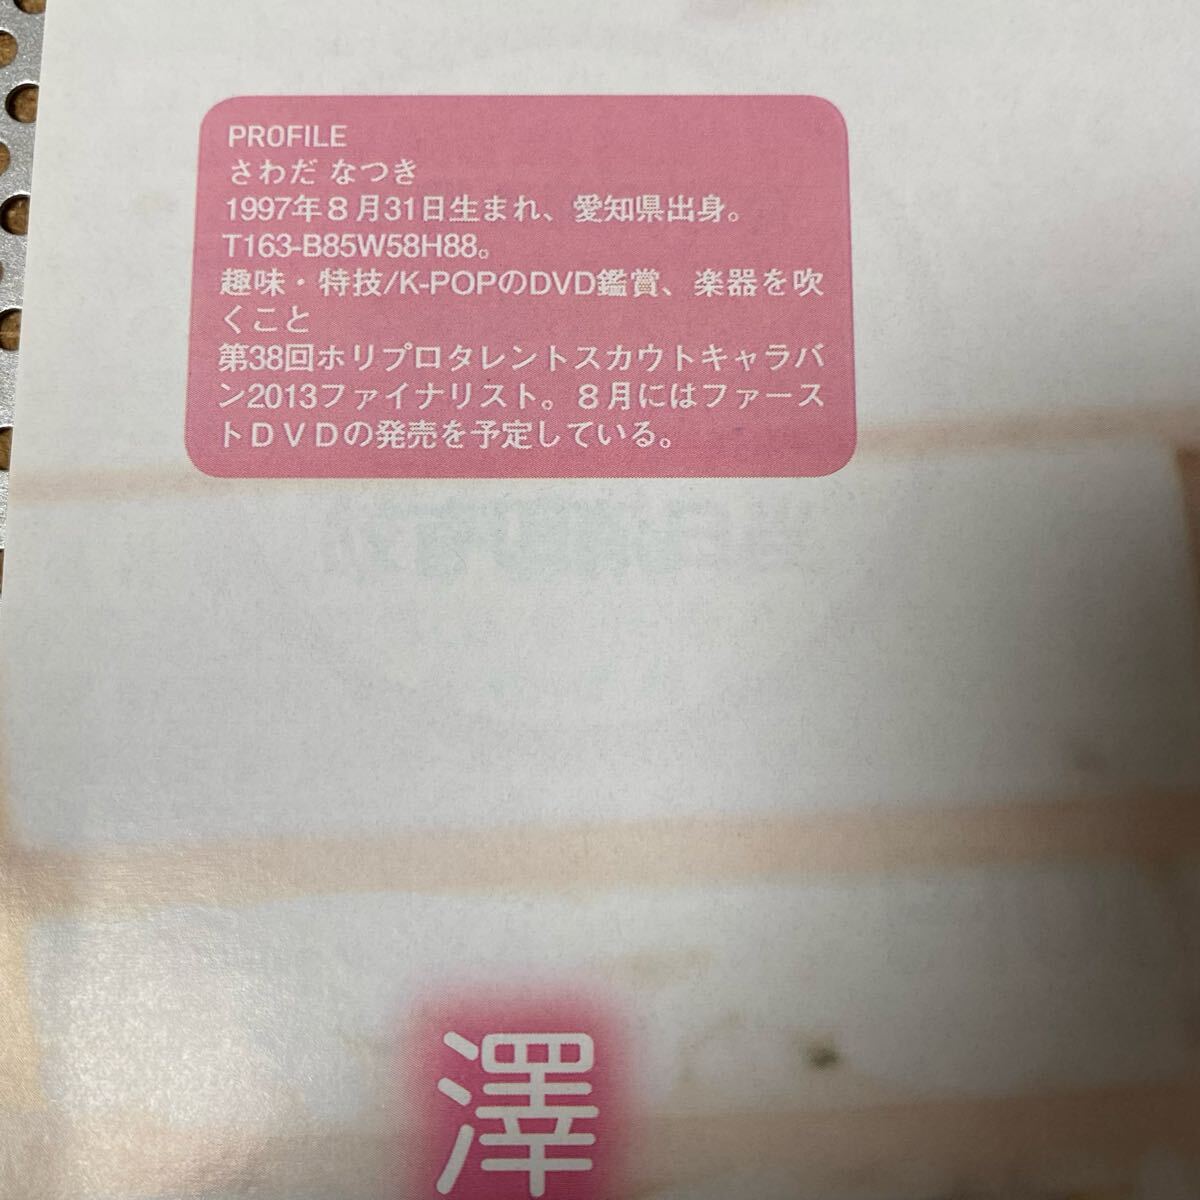 PROFILE
さわだ なつき
1997年８月31日生まれ、愛知県出身。
T163-B85W58H88。
趣味・特技/K-POPのDVD鑑賞、楽器を吹
くこと
第38回ホリプロタレントスカウトキャラバ
ン2013ファイナリスト。８月にはファース
トＤＶＤの発売を予定している。
澤